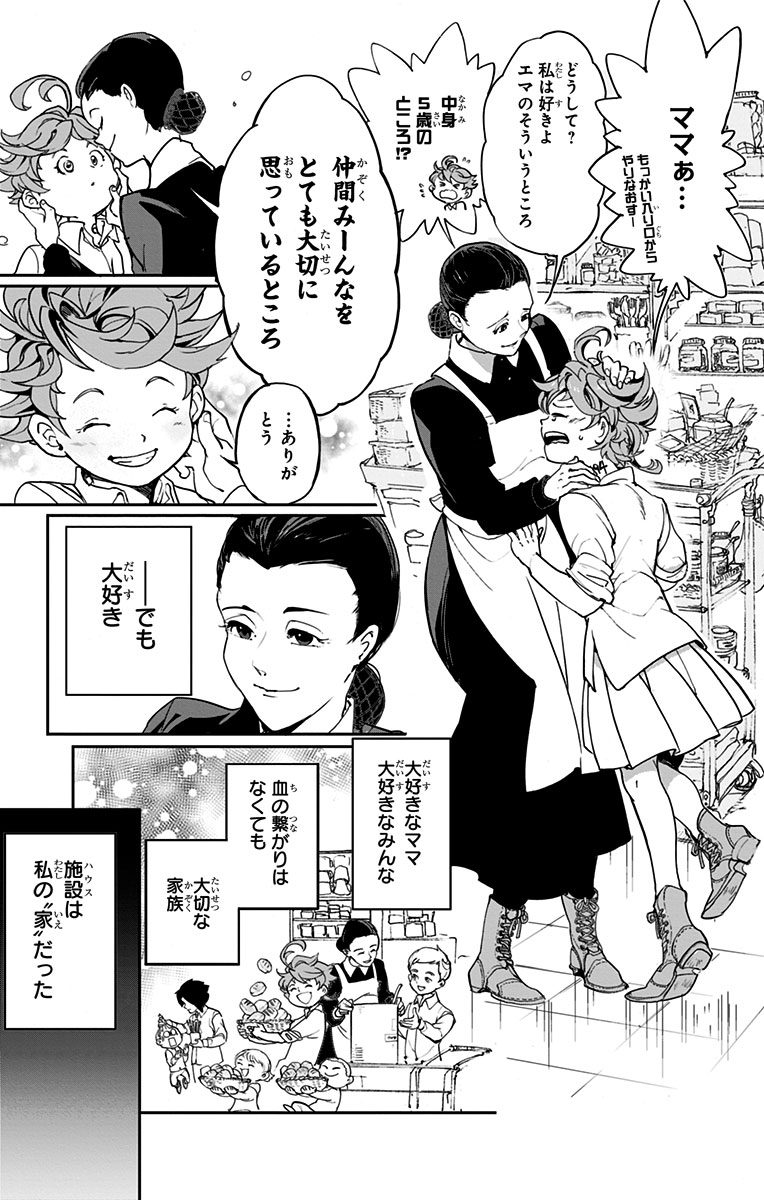 ママぁ…
もっかい入り口から
やりなおすー
どうして？
私は好きよ
エマのそういうところ
中身
5歳の
ところ!?
仲間みーんなを
とても大切に
思っているところ
…ありが
とう
――でも
大好き
大好きなママ
大好きなみんな
血の繋がりは
なくても
大切な
家族
施設は
私の〝家〟だった